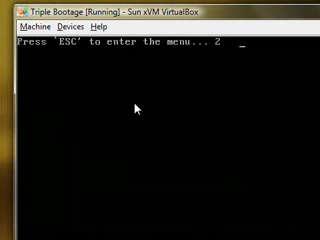 Triple Bootage [Running] - Sun xVM VirtualBox
Machine Devices Help
Press `ESC' to enter the menu... 2